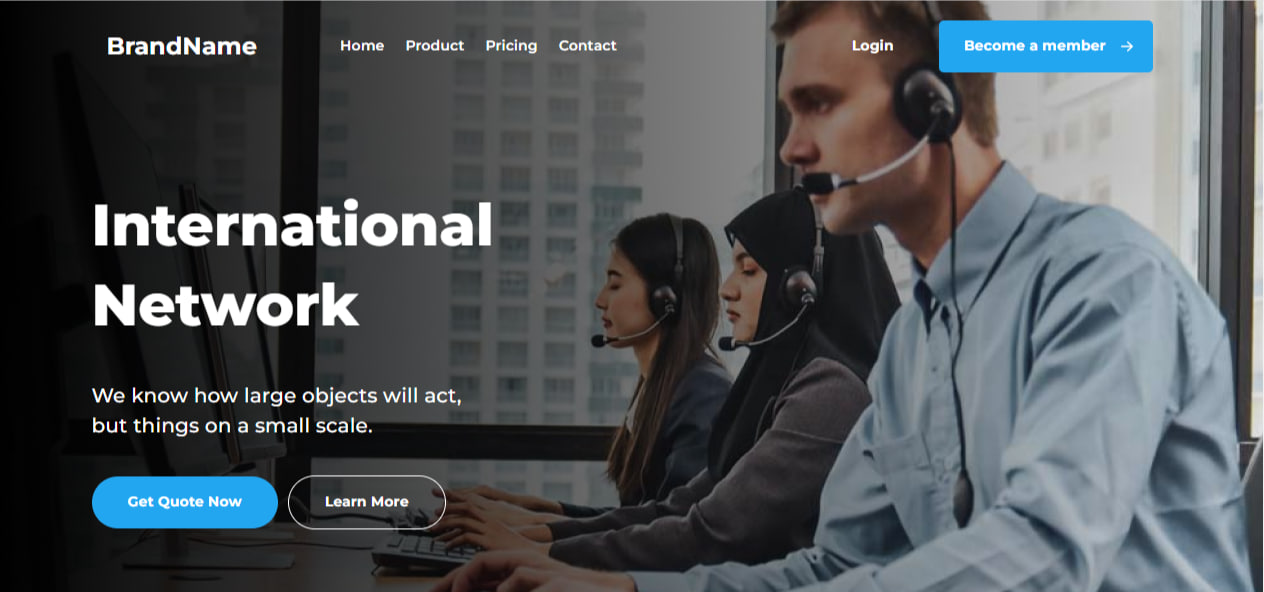 BrandName
Home Product Pricing Contact
Login
Become a member →
International
Network
We know how large objects will act,
but things on a small scale.
Get Quote Now
Learn More